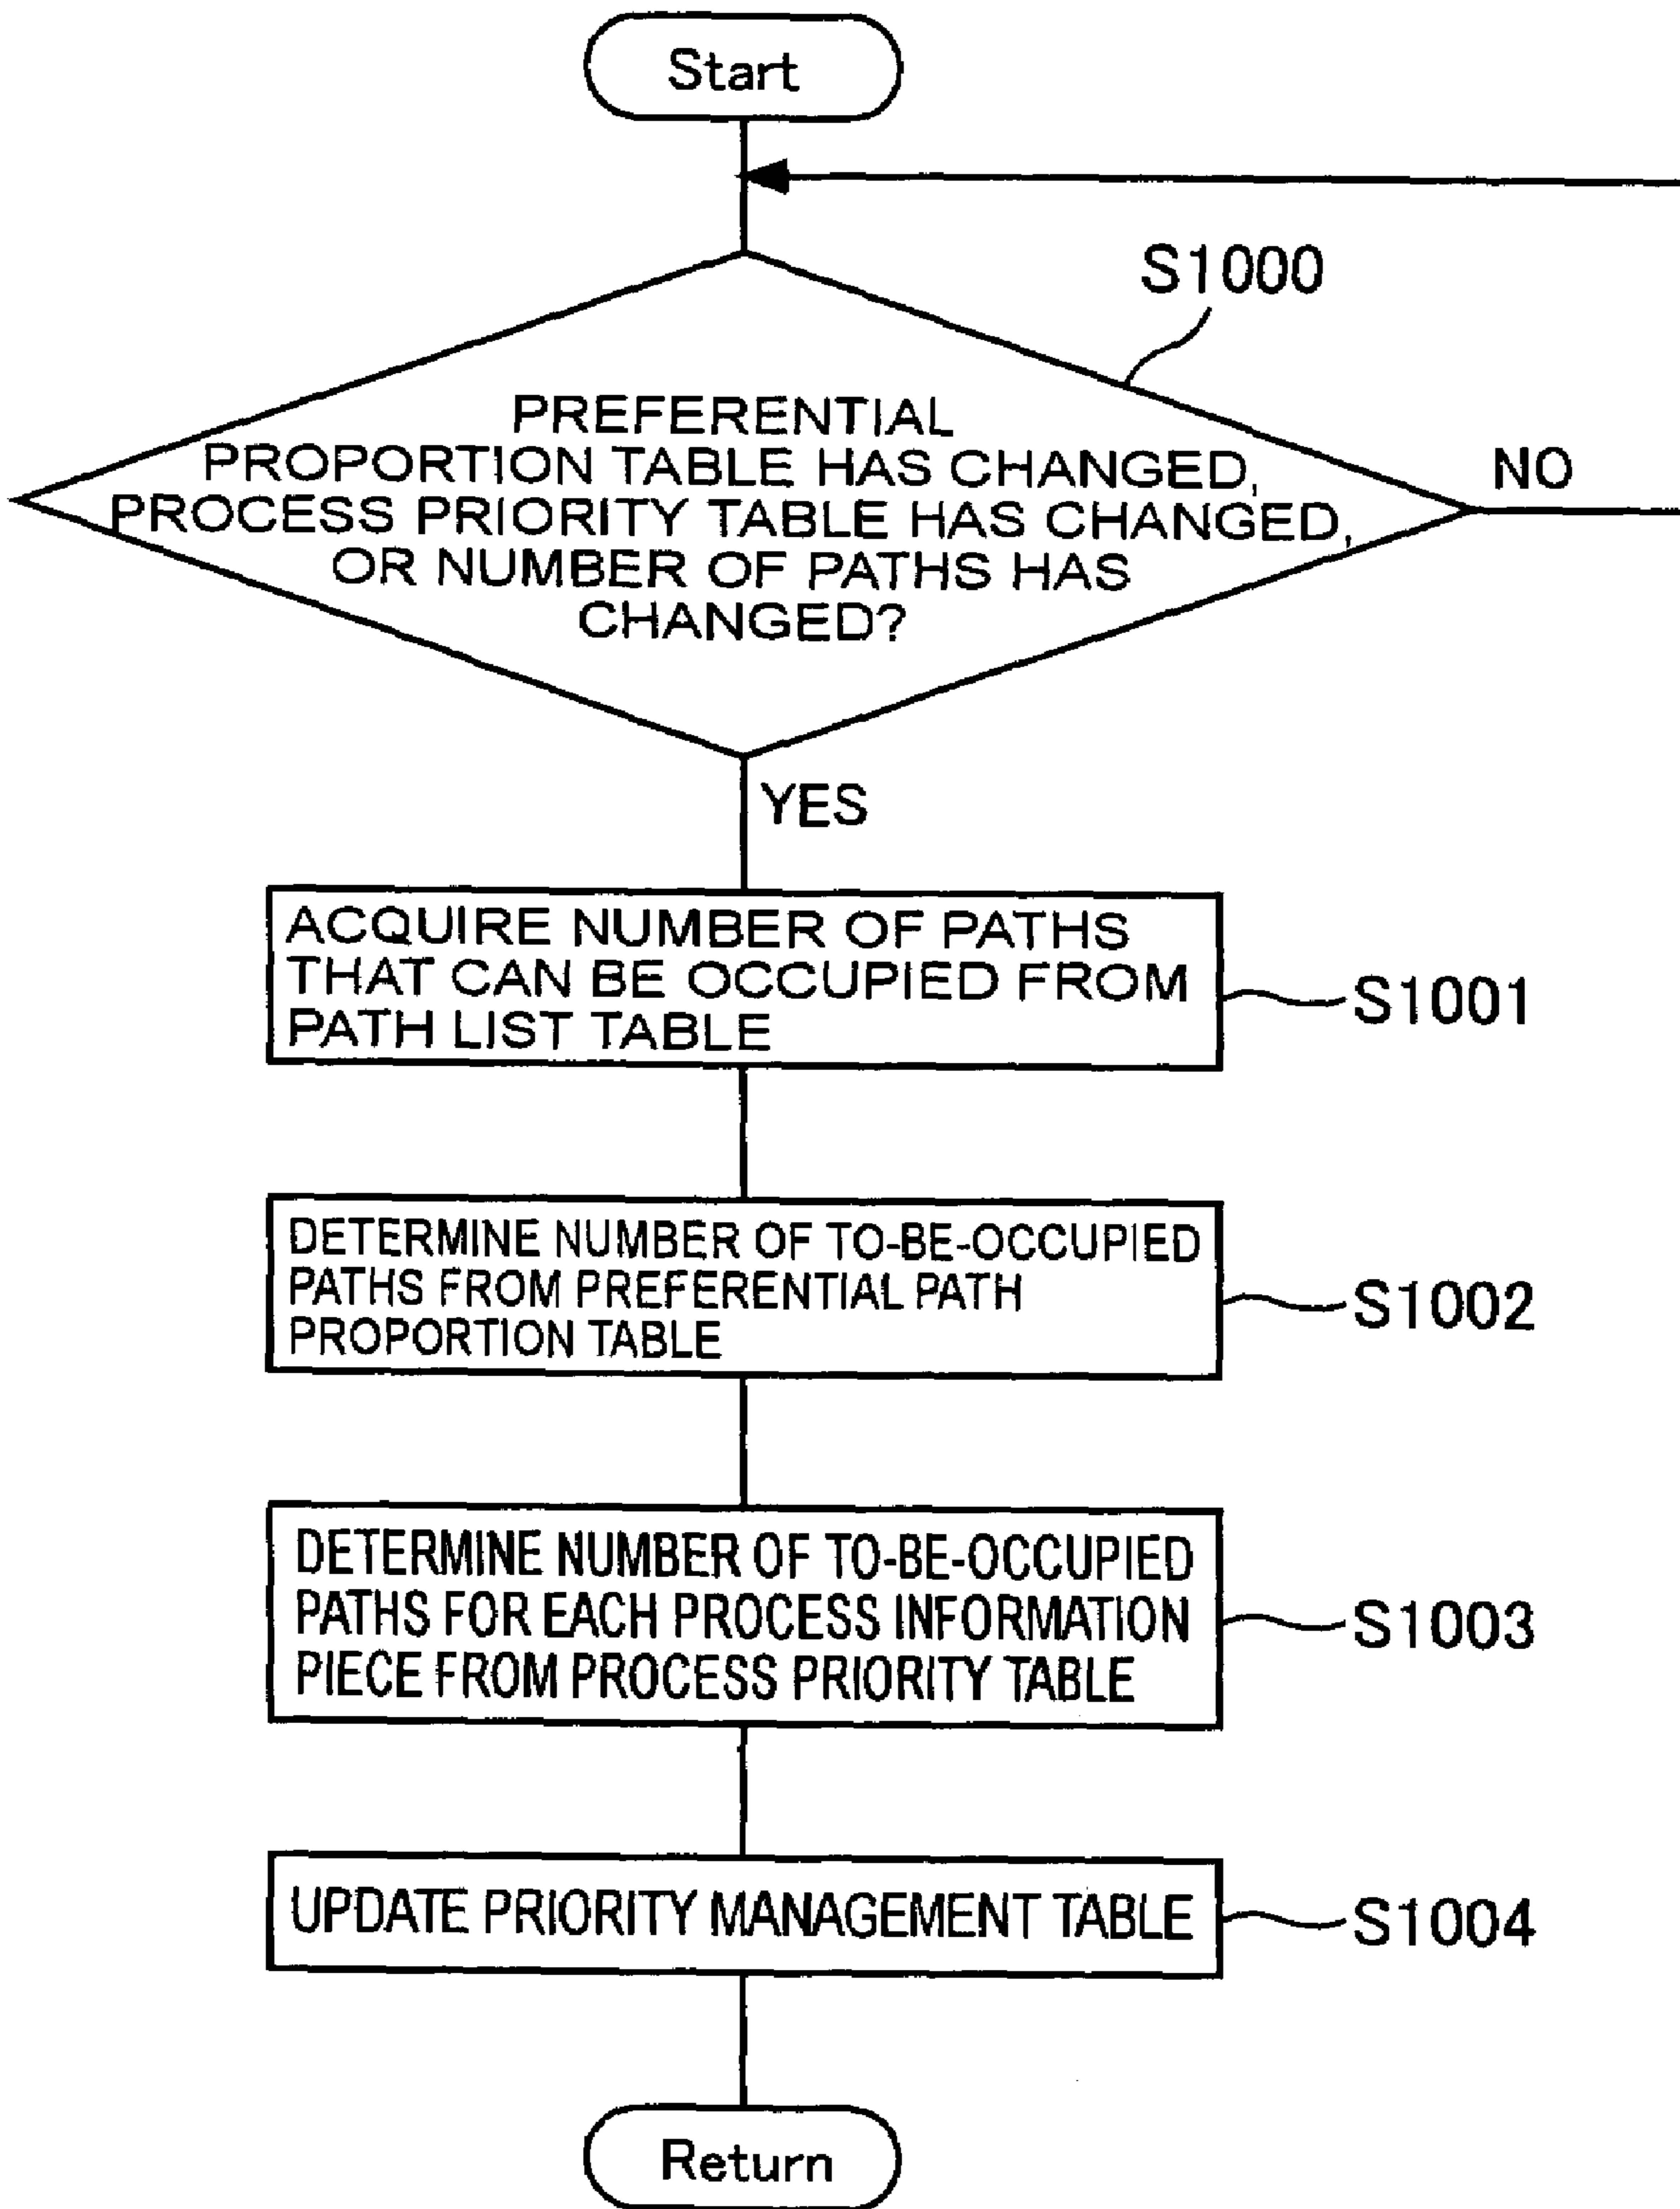 Start
S1000
PREFERENTIAL
PROPORTION TABLE HAS CHANGED,
PROCESS PRIORITY TABLE HAS CHANGED,
OR NUMBER OF PATHS HAS
CHANGED?
NO
YES
ACQUIRE NUMBER OF PATHS
THAT CAN BE OCCUPIED FROM
PATH LIST TABLE
S1001
DETERMINE NUMBER OF TO-BE-OCCUPIED
PATHS FROM PREFERENTIAL PATH
PROPORTION TABLE
S1002
DETERMINE NUMBER OF TO-BE-OCCUPIED
PATHS FOR EACH PROCESS INFORMATION
PIECE FROM PROCESS PRIORITY TABLE
S1003
UPDATE PRIORITY MANAGEMENT TABLE
S1004
Return